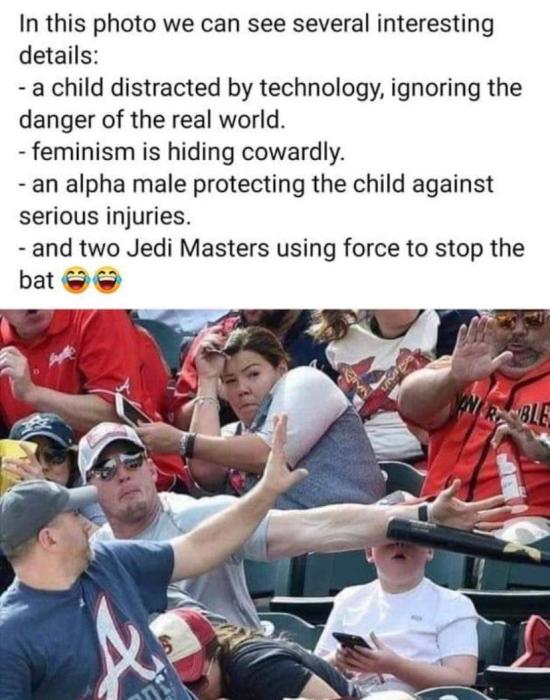 In this photo we can see several interesting
details:
- a child distracted by technology, ignoring the
danger of the real world.
- feminism is hiding cowardly.
- an alpha male protecting the child against
serious injuries.
- and two Jedi Masters using force to stop the
bat 😂😂
A